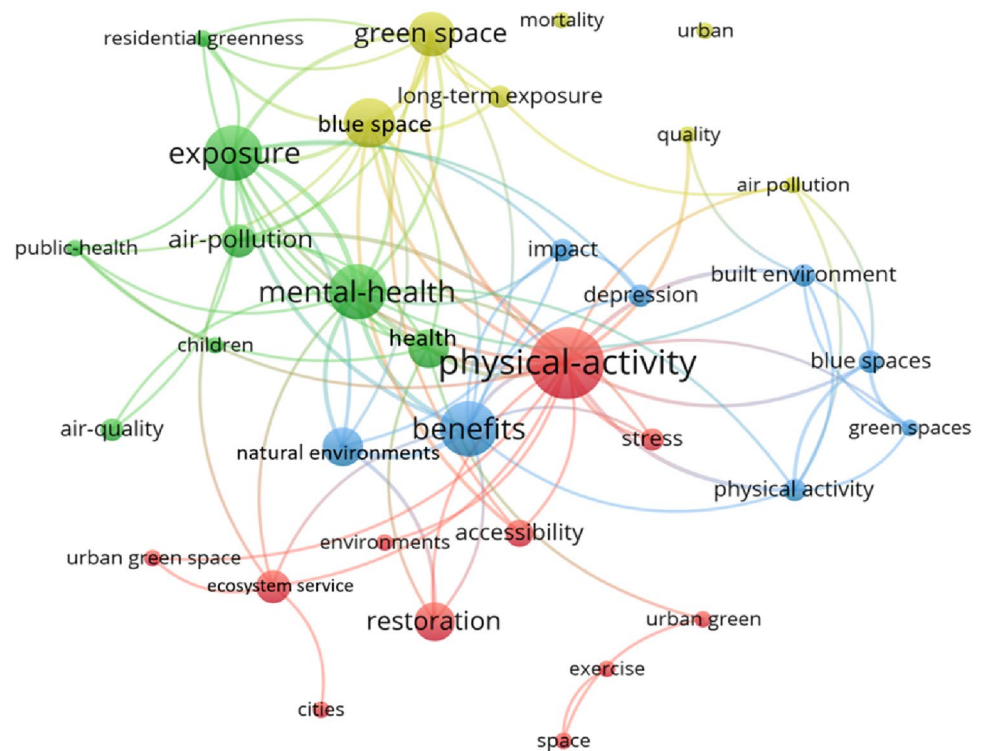 mortality
residential greenness
green space
urban
long-term exposure
blue space
quality
exposure
air pollution
public-health
air-pollution
impact
built environment
mental-health
depression
children
health
physical-activity
blue spaces
air-quality
benefits
green spaces
natural environments
stress
physical activity
accessibility
environments
urban green space
ecosystem service
restoration
urban green
exercise
cities
space